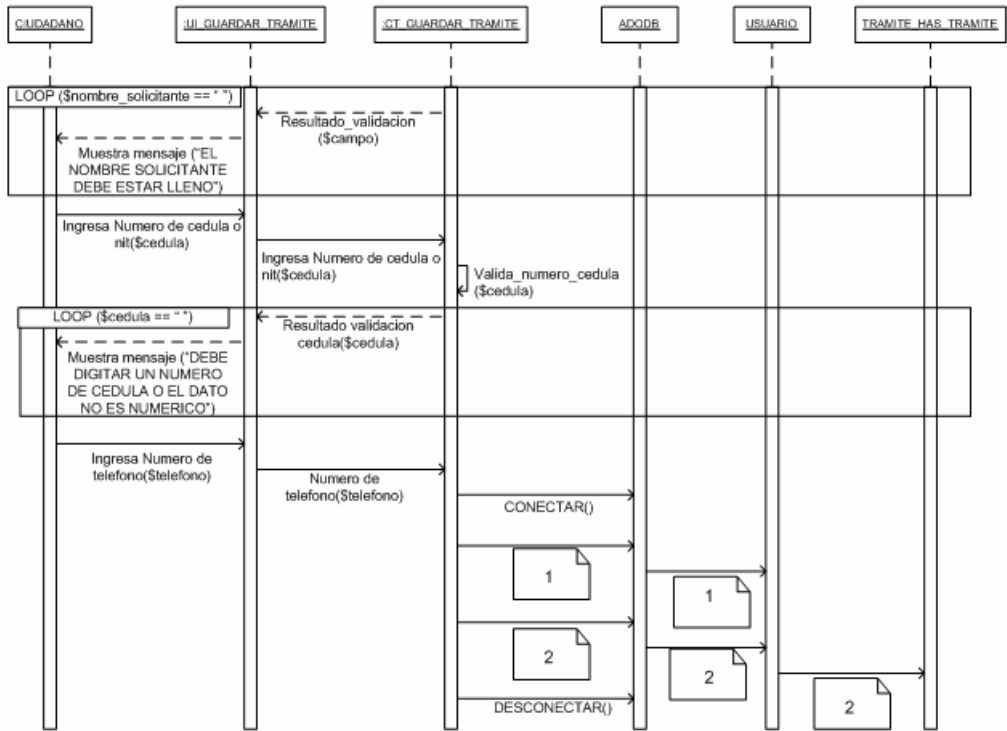 CIUDADANO
:UI_GUARDAR_TRAMITE
:CT_GUARDAR_TRAMITE
ADODB
USUARIO
TRAMITE_HAS_TRAMITE
LOOP ($nombre_solicitante == “ ”)
Resultado_validacion
($campo)
Muestra mensaje (“EL
NOMBRE SOLICITANTE
DEBE ESTAR LLENO”)
Ingresa Numero de cedula o
nit($cedula)
Ingresa Numero de cedula o
nit($cedula)
Valida_numero_cedula
($cedula)
LOOP ($cedula == “ ”)
Resultado validacion
cedula($cedula)
Muestra mensaje (“DEBE
DIGITAR UN NUMERO
DE CEDULA O EL DATO
NO ES NUMERICO”)
Ingresa Numero de
telefono($telefono)
Numero de
telefono($telefono)
CONECTAR()
1
1
2
2
2
DESCONECTAR()